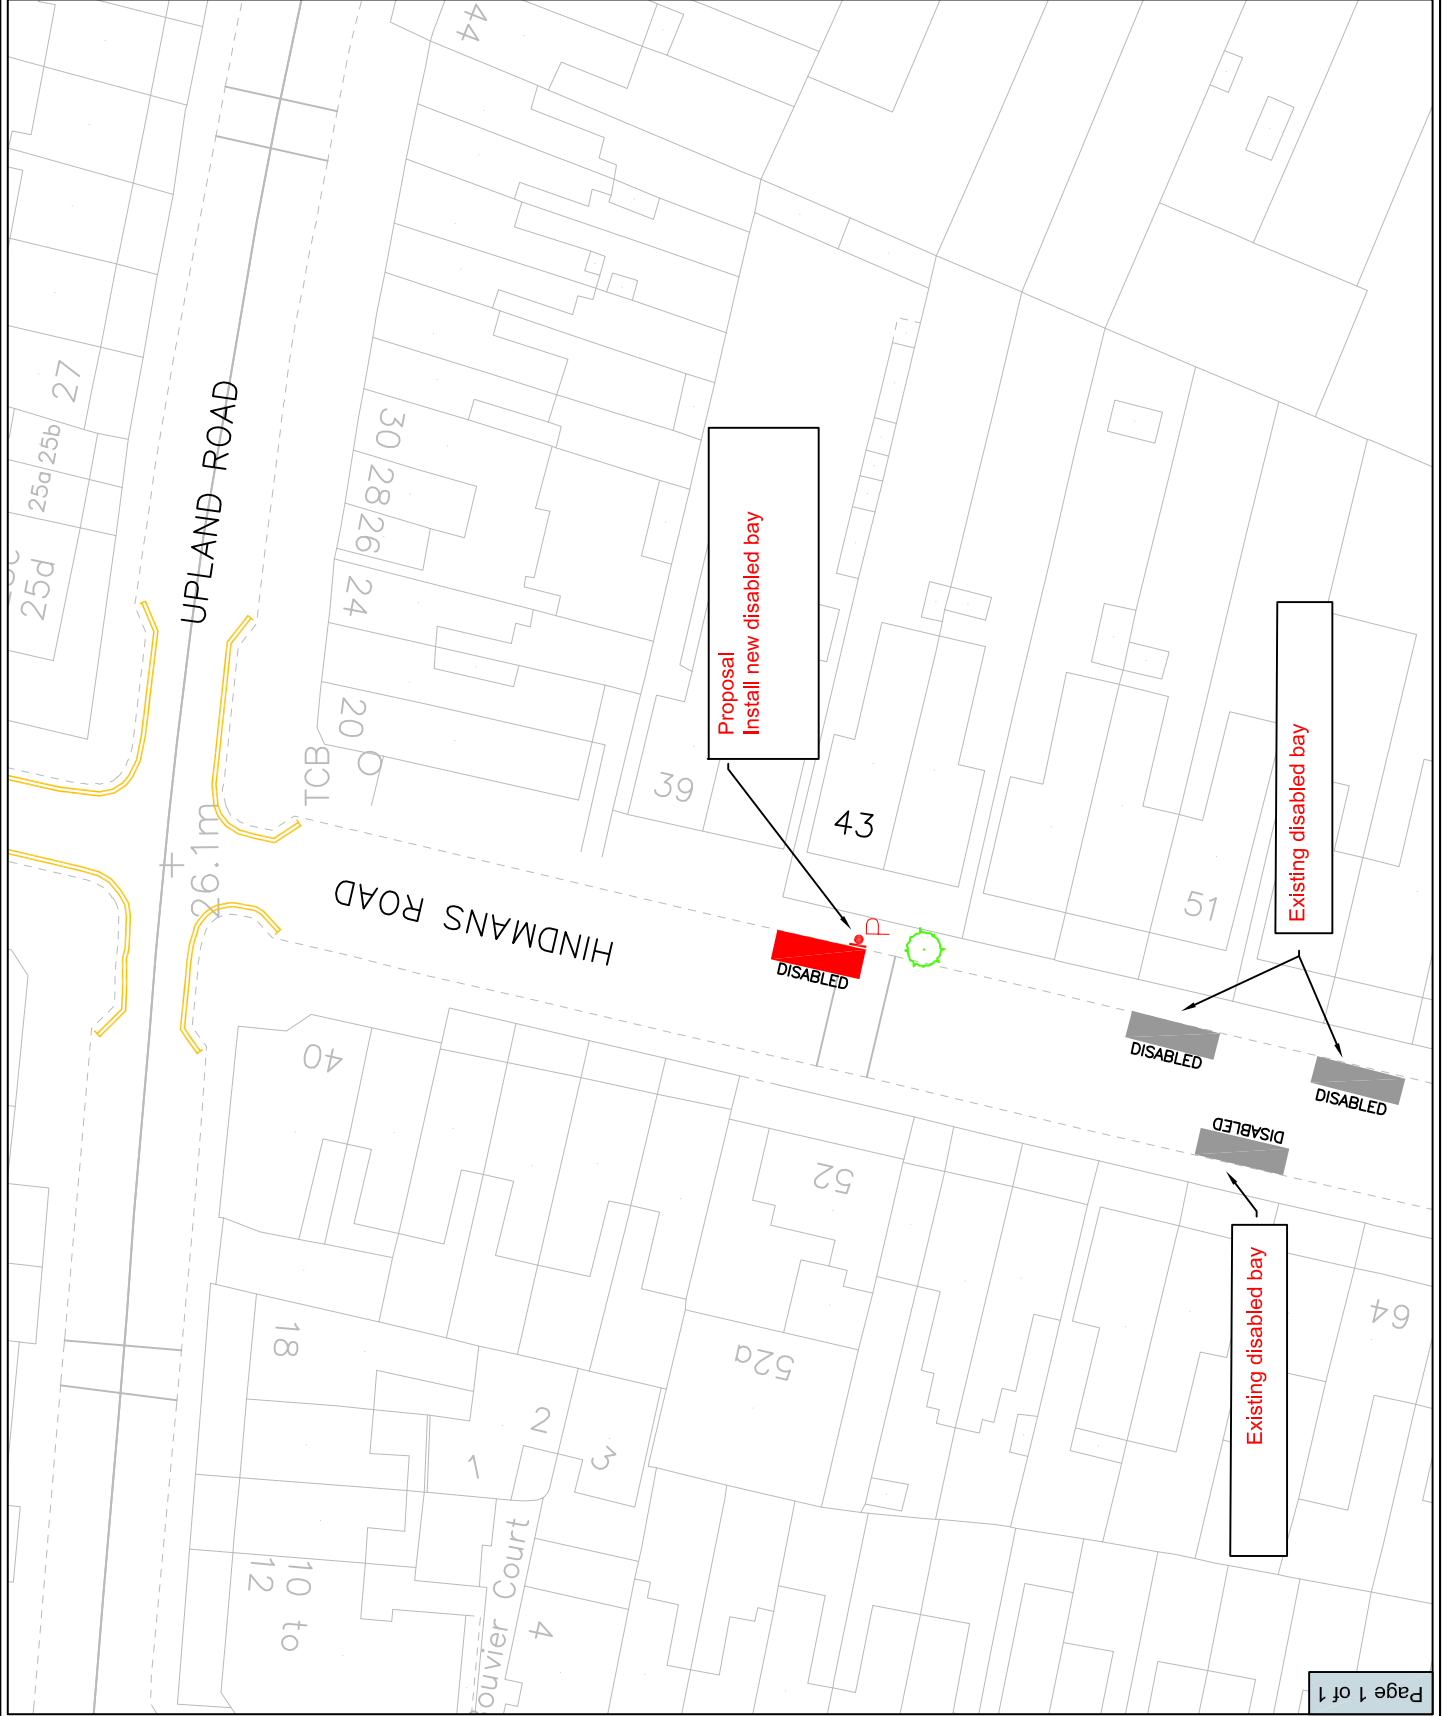 44
27
25b
25a
25d
UPLAND ROAD
30
28
26
24
20
TCB
26.1m
39
Proposal
Install new disabled bay
43
HINDMANS ROAD
DISABLED
P
51
Existing disabled bay
DISABLED
DISABLED
DISABLED
Existing disabled bay
40
52
52a
64
18
1
2
3
4
ouvier Court
10 to
12
Page 1 of 1